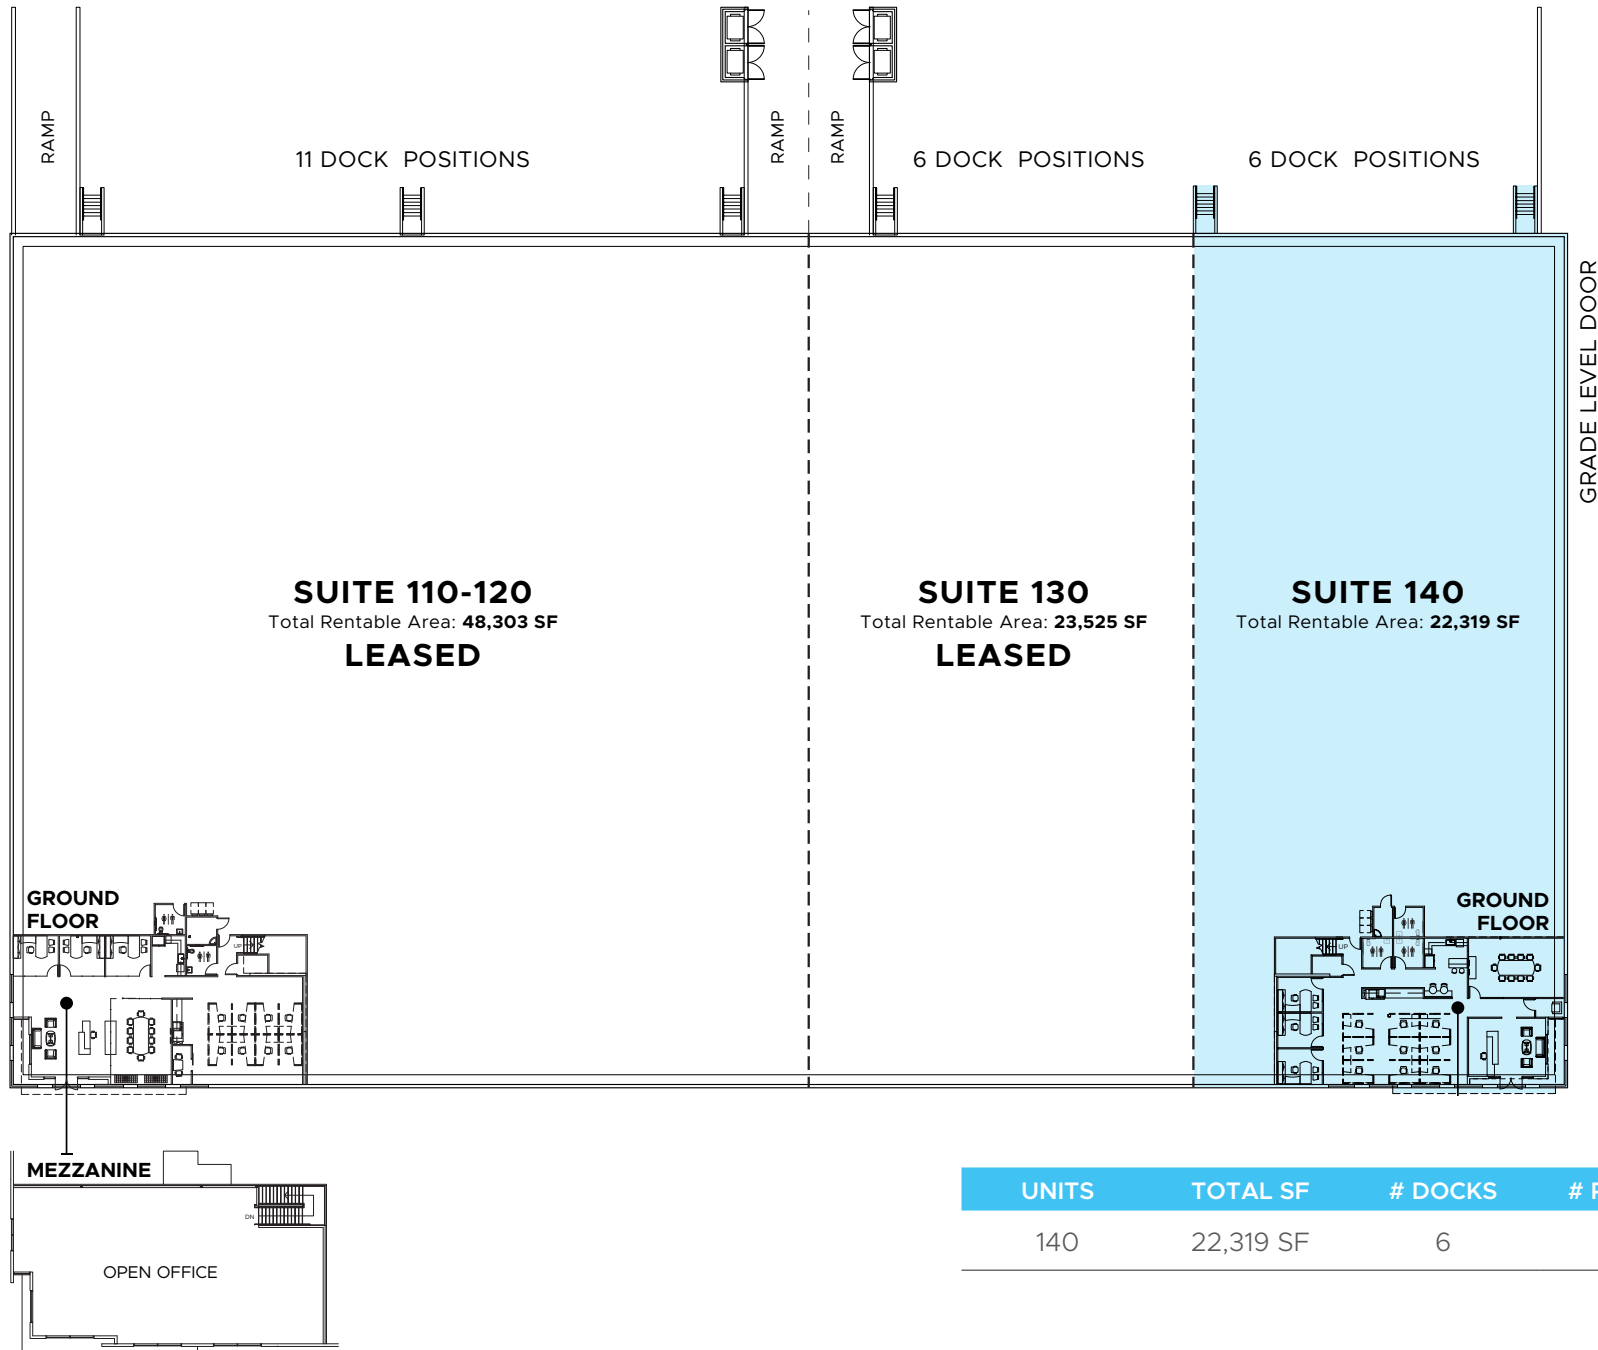 RAMP
11 DOCK POSITIONS
RAMP
RAMP
6 DOCK POSITIONS
6 DOCK POSITIONS
GRADE LEVEL DOOR
SUITE 110-120
Total Rentable Area: 48,303 SF
LEASED
SUITE 130
Total Rentable Area: 23,525 SF
LEASED
SUITE 140
Total Rentable Area: 22,319 SF
GROUND
FLOOR
UP
GROUND
FLOOR
UP
MEZZANINE
DN
OPEN OFFICE
UNITS TOTAL SF # DOCKS #
140 22,319 SF 6